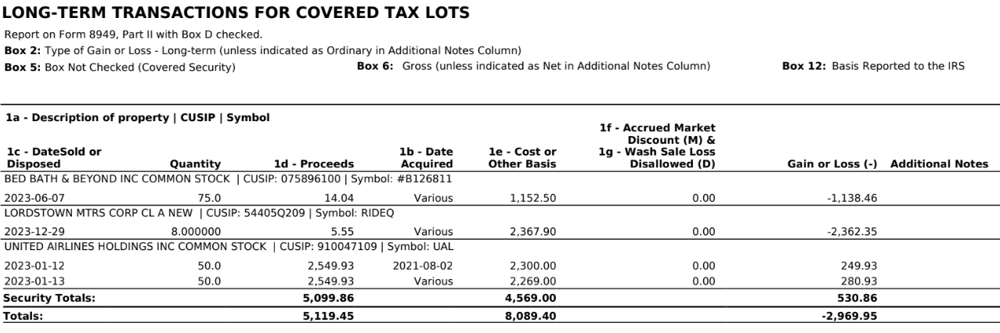 LONG-TERM TRANSACTIONS FOR COVERED TAX LOTS
Report on Form 8949, Part II with Box D checked.
Box 2: Type of Gain or Loss - Long-term (unless indicated as Ordinary in Additional Notes Column)
Box 5: Box Not Checked (Covered Security) Box 6: Gross (unless indicated as Net in Additional Notes Column) Box 12: Basis Reported to the IRS
1a - Description of property | CUSIP | Symbol
1c - DateSold or Disposed Quantity 1d - Proceeds 1b - Date Acquired 1e - Cost or Other Basis 1f - Accrued Market Discount (M) & 1g - Wash Sale Loss Disallowed (D) Gain or Loss (-) Additional Notes
BED BATH & BEYOND INC COMMON STOCK | CUSIP: 075896100 | Symbol: #B126811
2023-06-07 75.0 14.04 Various 1,152.50 0.00 -1,138.46
LORDSTOWN MTRS CORP CL A NEW | CUSIP: 54405Q209 | Symbol: RIDEQ
2023-12-29 8.000000 5.55 Various 2,367.90 0.00 -2,362.35
UNITED AIRLINES HOLDINGS INC COMMON STOCK | CUSIP: 910047109 | Symbol: UAL
2023-01-12 50.0 2,549.93 2021-08-02 2,300.00 0.00 249.93
2023-01-13 50.0 2,549.93 Various 2,269.00 0.00 280.93
Security Totals: 5,099.86 4,569.00 530.86
Totals: 5,119.45 8,089.40 -2,969.95